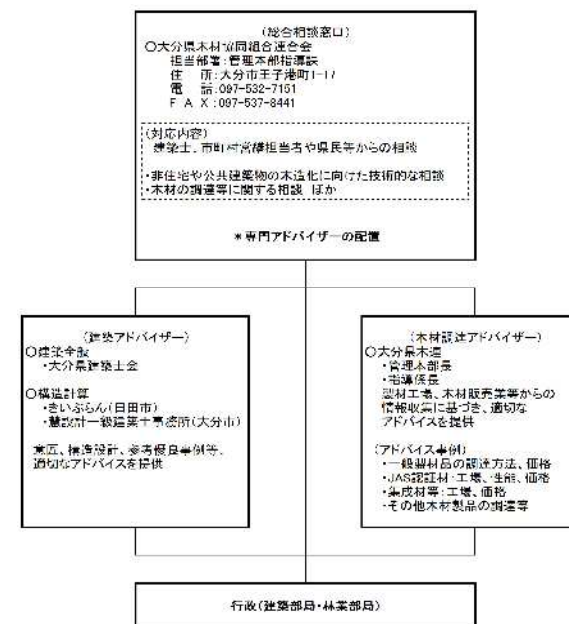 (総合相談窓口)
○大分県木材協同組合連合会
担当部署:管理本部指導課
住 所:大分市王子港町1-17
電 話:097-532-7151
F A X:097-537-8441
(対応内容)
建築士、市町村営繕担当者や県民等からの相談
・非住宅や公共建築物の木造化に向けた技術的な相談
・木材の調達等に関する相談 ほか
*専門アドバイザーの配置
(建築アドバイザー)
○建築全般
・大分県建築士会
○構造計算
・きいぷらん(日田市)
・慧設計一級建築士事務所(大分市)
意匠、構造設計、参考優良事例等、
適切なアドバイスを提供
(木材調達アドバイザー)
○大分県木連
・管理本部長
・指導係長
製材工場、木材販売業等からの
情報収集に基づき、適切な
アドバイスを提供
(アドバイス事例)
・一般製材品の調達方法、価格
・JAS認証材:工場、性能、価格
・集成材等:工場、価格
・その他木材製品の調達等
行政(建築部局・林業部局)